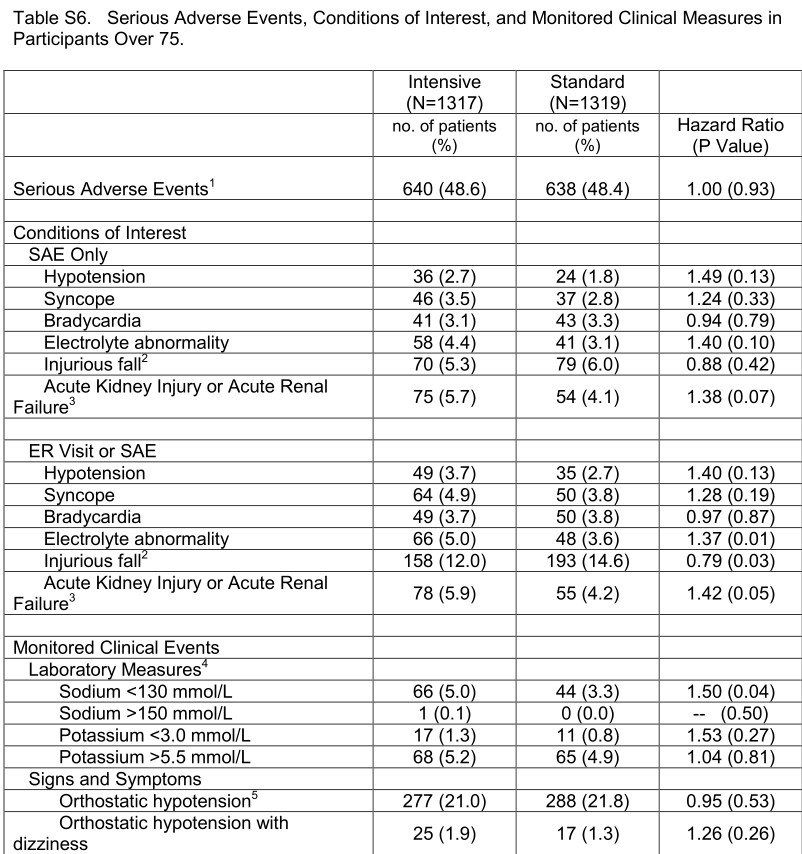 Table S6. Serious Adverse Events, Conditions of Interest, and Monitored Clinical Measures in
Participants Over 75.
Intensive (N=1317) Standard (N=1319)
no. of patients (%) no. of patients (%) Hazard Ratio (P Value)
Serious Adverse Events1 640 (48.6) 638 (48.4) 1.00 (0.93)
Conditions of Interest
SAE Only
Hypotension 36 (2.7) 24 (1.8) 1.49 (0.13)
Syncope 46 (3.5) 37 (2.8) 1.24 (0.33)
Bradycardia 41 (3.1) 43 (3.3) 0.94 (0.79)
Electrolyte abnormality 58 (4.4) 41 (3.1) 1.40 (0.10)
Injurious fall2 70 (5.3) 79 (6.0) 0.88 (0.42)
Acute Kidney Injury or Acute Renal Failure3 75 (5.7) 54 (4.1) 1.38 (0.07)
ER Visit or SAE
Hypotension 49 (3.7) 35 (2.7) 1.40 (0.13)
Syncope 64 (4.9) 50 (3.8) 1.28 (0.19)
Bradycardia 49 (3.7) 50 (3.8) 0.97 (0.87)
Electrolyte abnormality 66 (5.0) 48 (3.6) 1.37 (0.01)
Injurious fall2 158 (12.0) 193 (14.6) 0.79 (0.03)
Acute Kidney Injury or Acute Renal Failure3 78 (5.9) 55 (4.2) 1.42 (0.05)
Monitored Clinical Events
Laboratory Measures4
Sodium <130 mmol/L 66 (5.0) 44 (3.3) 1.50 (0.04)
Sodium >150 mmol/L 1 (0.1) 0 (0.0) -- (0.50)
Potassium <3.0 mmol/L 17 (1.3) 11 (0.8) 1.53 (0.27)
Potassium >5.5 mmol/L 68 (5.2) 65 (4.9) 1.04 (0.81)
Signs and Symptoms
Orthostatic hypotension5 277 (21.0) 288 (21.8) 0.95 (0.53)
Orthostatic hypotension with dizziness 25 (1.9) 17 (1.3) 1.26 (0.26)